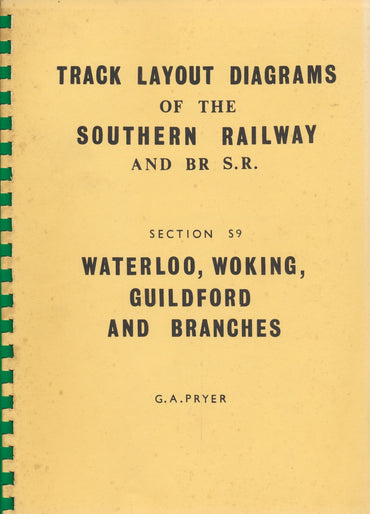 TRACK LAYOUT DIAGRAMS
OF THE
SOUTHERN RAILWAY
AND BR S.R.
SECTION S9
WATERLOO, WOKING,
GUILDFORD
AND BRANCHES
G.A.PRYER